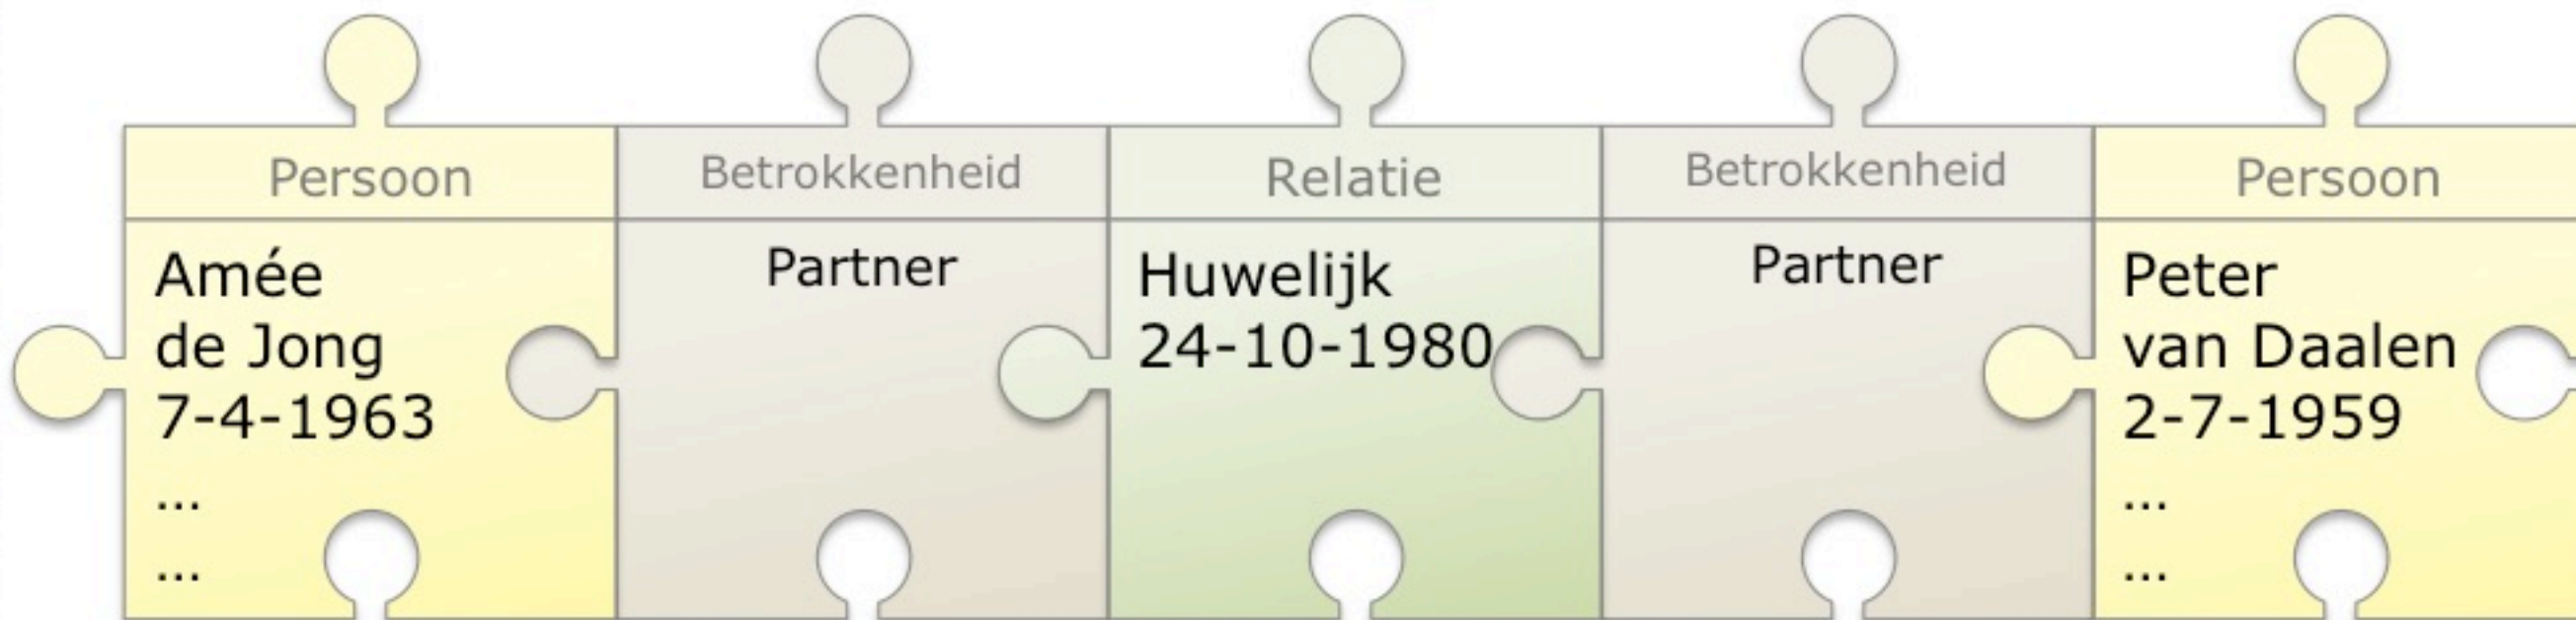 Persoon
Betrokkenheid
Relatie
Betrokkenheid
Persoon
Amée
de Jong
7-4-1963
...
...
Partner
Huwelijk
24-10-1980
Partner
Peter
van Daalen
2-7-1959
...
...